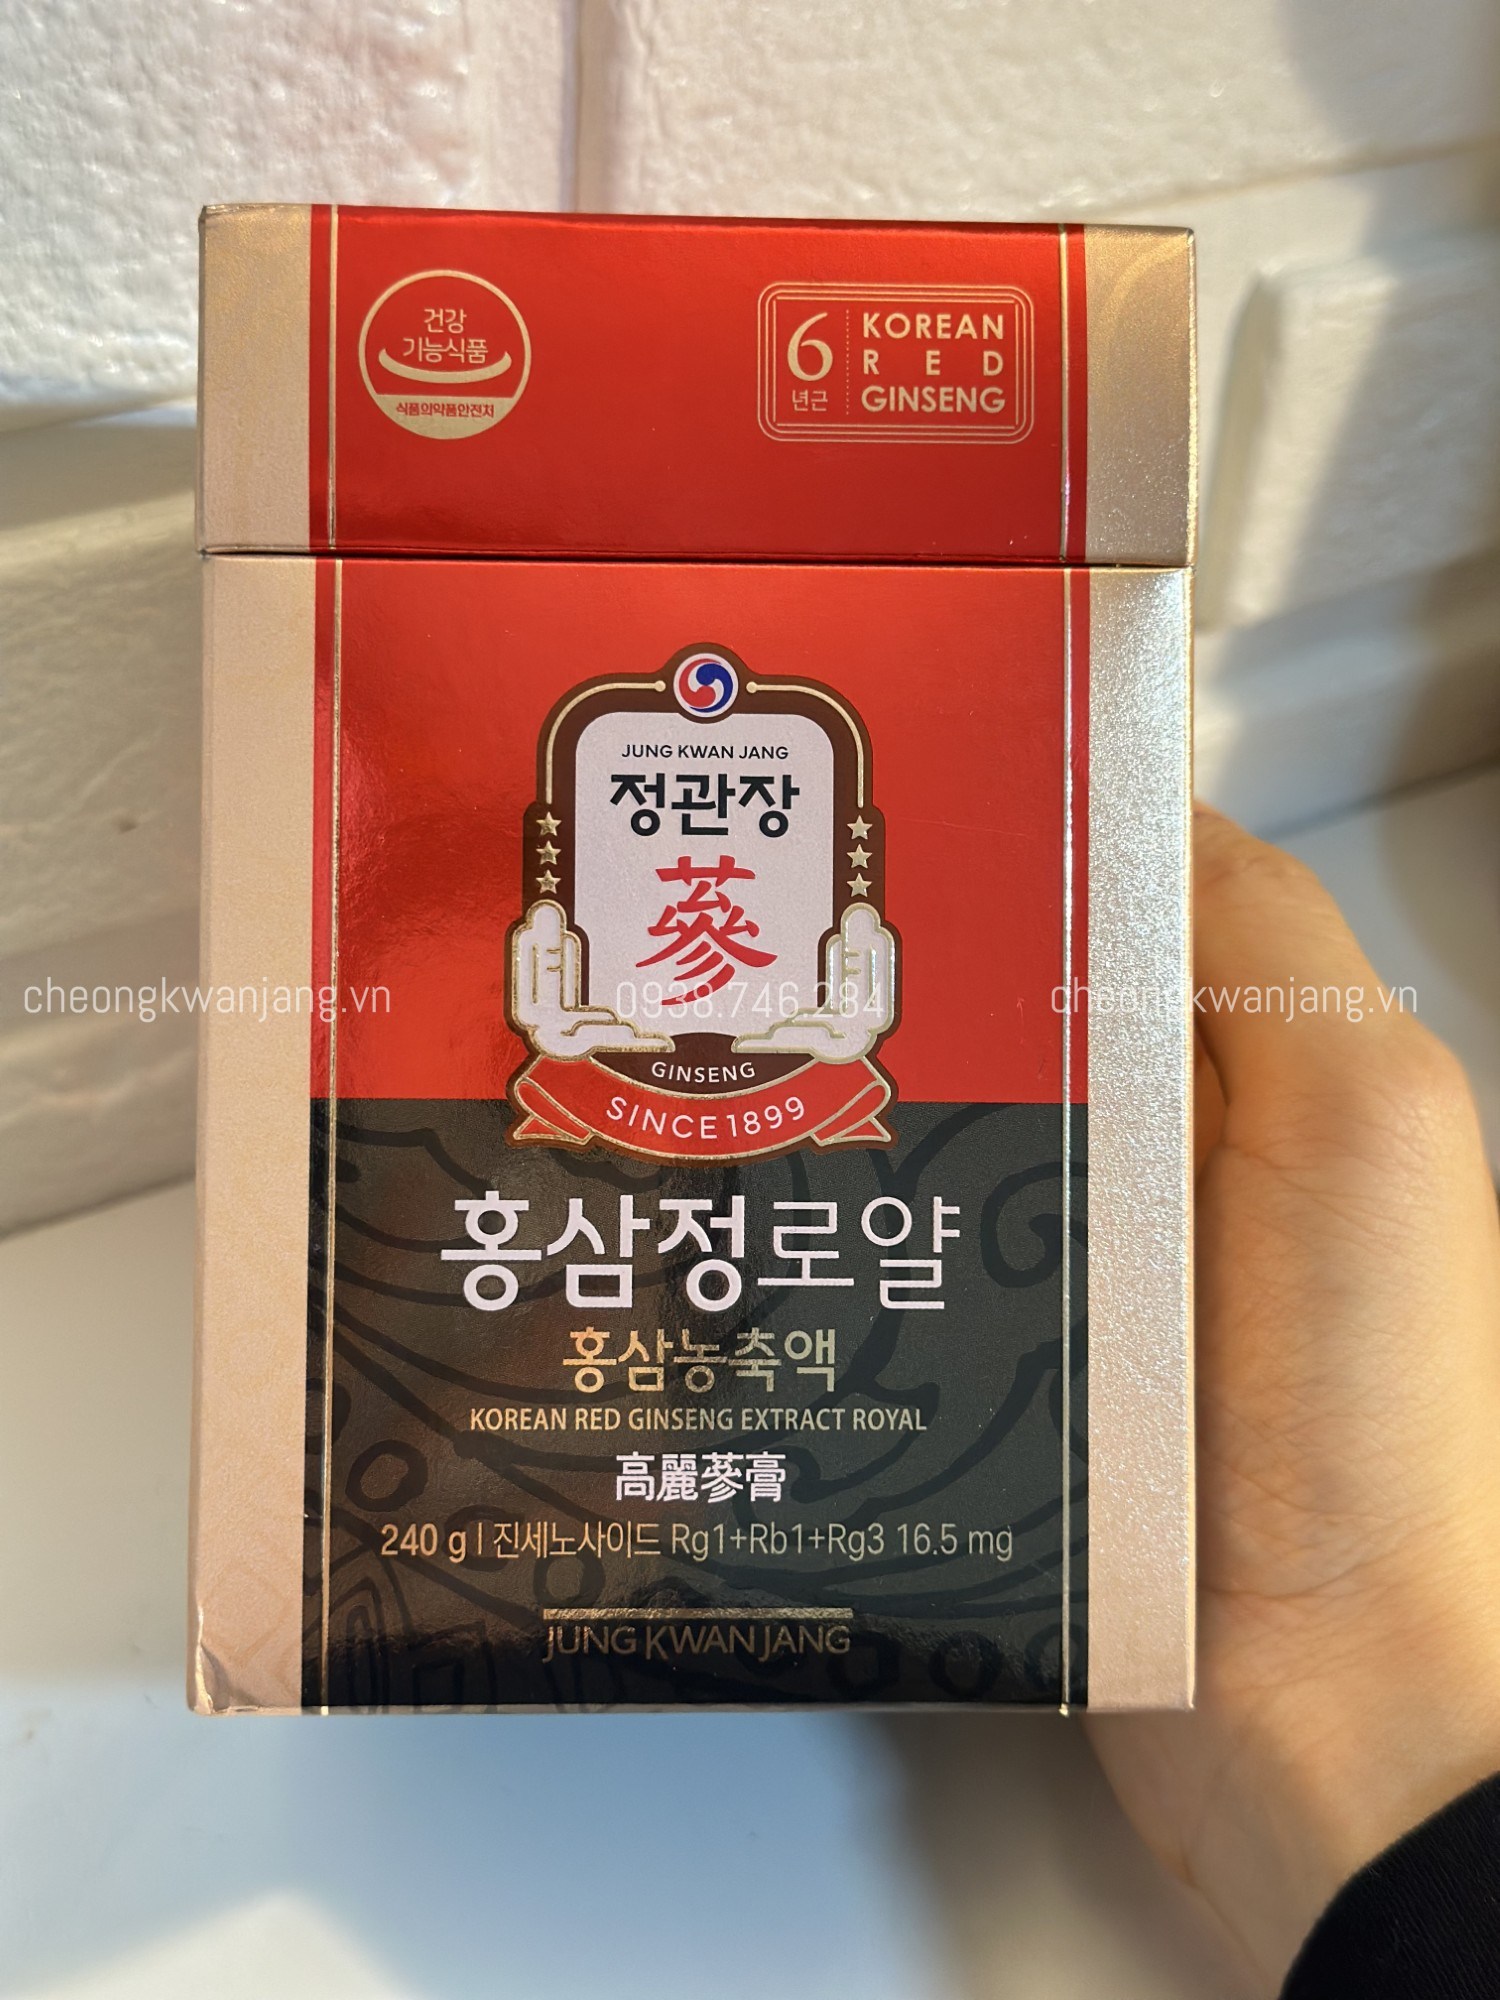 건강
기능식품
식품의약품안전처
6
년근
KOREAN
RED
GINSENG
JUNG KWAN JANG
정관장
蔘
cheongkwanjang.vn
0938.746.284
cheongkwanjang.vn
GINSENG
SINCE 1899
홍삼정로얄
홍삼농축액
KOREAN RED GINSENG EXTRACT ROYAL
高麗蔘膏
240 g | 진세노사이드 Rg1+Rb1+Rg3 16.5 mg
JUNG KWAN JANG